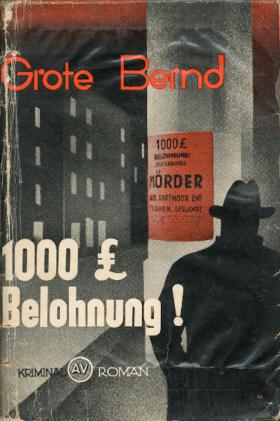 Grote Bernd
1000 £
BELOHNUNG!
MÖRDER
AUS DARTMOOR ENT
FLOHEN, GESUCHT!
1000 £
Belohnung!
KRIMINAL AV ROMAN